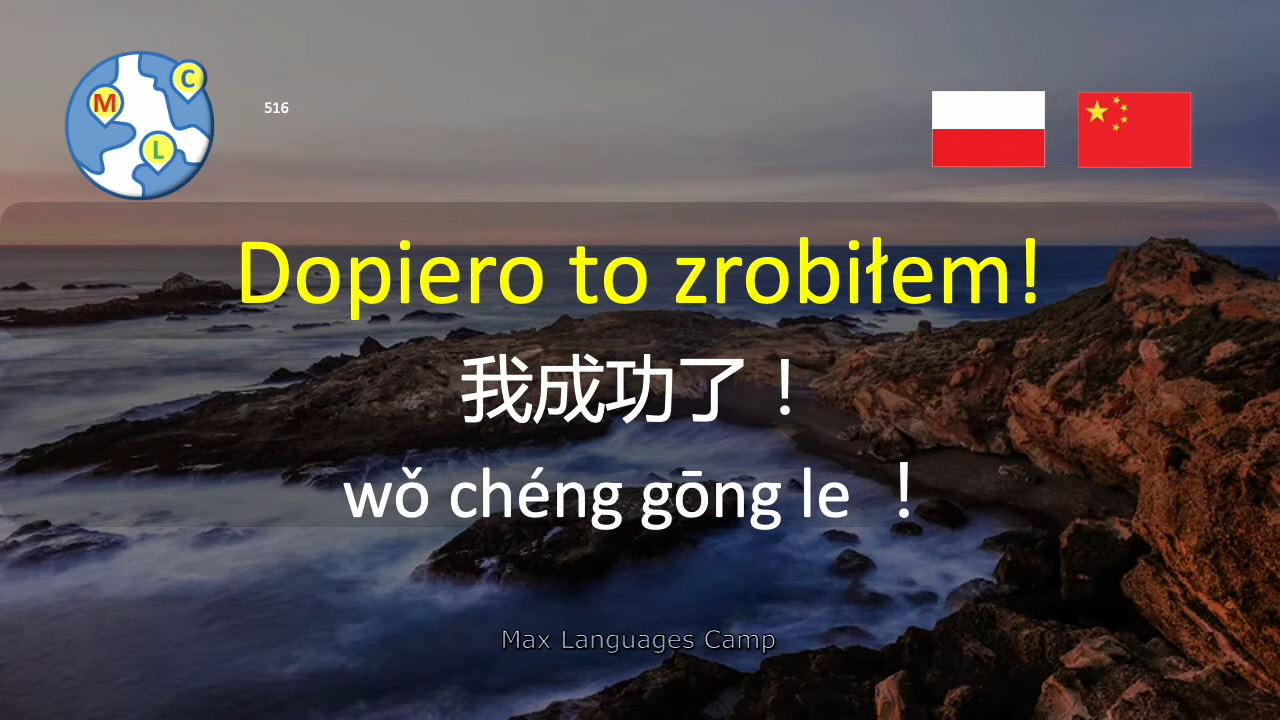 C
M
L
516
Dopiero to zrobiłem!
我成功了！
wǒ chéng gōng le ！
Max Languages Camp